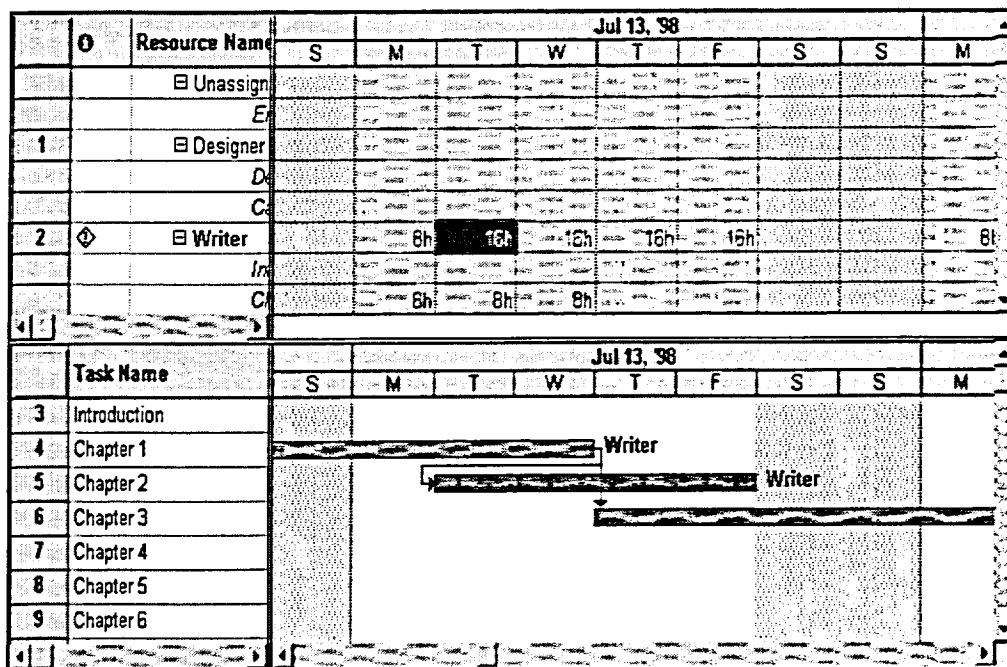 Jul 13, '98
Resource Name S M T W T F S S M
Unassign
1 Designer
2 Writer 8h 16h 16h 16h 16h 8h
In
8h 8h 8h
Jul 13, '98
Task Name S M T W T F S S M
3 Introduction
4 Chapter 1 Writer
5 Chapter 2 Writer
6 Chapter 3
7 Chapter 4
8 Chapter 5
9 Chapter 6